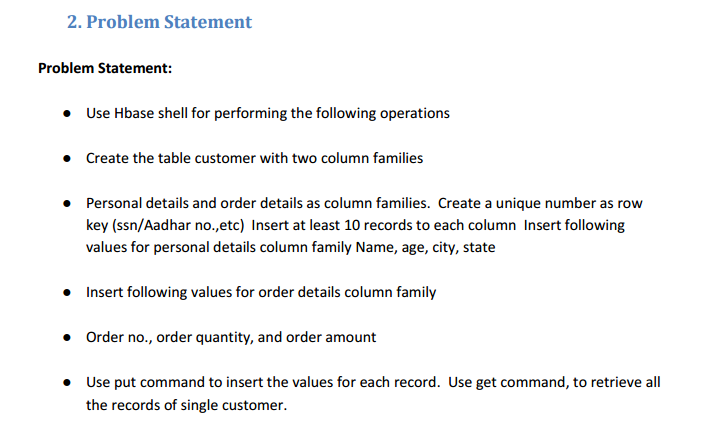 2. Problem Statement
Problem Statement:
● Use Hbase shell for performing the following operations
● Create the table customer with two column families
● Personal details and order details as column families.  Create a unique number as row
key (ssn/Aadhar no.,etc)  Insert at least 10 records to each column  Insert following
values for personal details column family Name, age, city, state
● Insert following values for order details column family
● Order no., order quantity, and order amount
● Use put command to insert the values for each record.  Use get command, to retrieve all
the records of single customer.